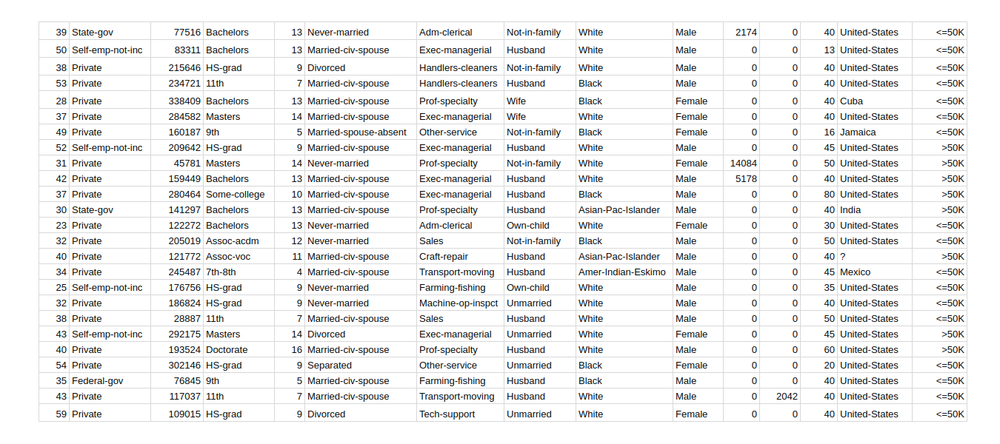 39 State-gov 77516 Bachelors 13 Never-married Adm-clerical Not-in-family White Male 2174 0 40 United-States <=50K
50 Self-emp-not-inc 83311 Bachelors 13 Married-civ-spouse Exec-managerial Husband White Male 0 0 13 United-States <=50K
38 Private 215646 HS-grad 9 Divorced Handlers-cleaners Not-in-family White Male 0 0 40 United-States <=50K
53 Private 234721 11th 7 Married-civ-spouse Handlers-cleaners Husband Black Male 0 0 40 United-States <=50K
28 Private 338409 Bachelors 13 Married-civ-spouse Prof-specialty Wife Black Female 0 0 40 Cuba <=50K
37 Private 284582 Masters 14 Married-civ-spouse Exec-managerial Wife White Female 0 0 40 United-States <=50K
49 Private 160187 9th 5 Married-spouse-absent Other-service Not-in-family Black Female 0 0 16 Jamaica <=50K
52 Self-emp-not-inc 209642 HS-grad 9 Married-civ-spouse Exec-managerial Husband White Male 0 0 45 United-States >50K
31 Private 45781 Masters 14 Never-married Prof-specialty Not-in-family White Female 14084 0 50 United-States >50K
42 Private 159449 Bachelors 13 Married-civ-spouse Exec-managerial Husband White Male 5178 0 40 United-States >50K
37 Private 280464 Some-college 10 Married-civ-spouse Exec-managerial Husband Black Male 0 0 80 United-States >50K
30 State-gov 141297 Bachelors 13 Married-civ-spouse Prof-specialty Husband Asian-Pac-Islander Male 0 0 40 India >50K
23 Private 122272 Bachelors 13 Never-married Adm-clerical Own-child White Female 0 0 30 United-States <=50K
32 Private 205019 Assoc-acdm 12 Never-married Sales Not-in-family Black Male 0 0 50 United-States <=50K
40 Private 121772 Assoc-voc 11 Married-civ-spouse Craft-repair Husband Asian-Pac-Islander Male 0 0 40 ? >50K
34 Private 245487 7th-8th 4 Married-civ-spouse Transport-moving Husband Amer-Indian-Eskimo Male 0 0 45 Mexico <=50K
25 Self-emp-not-inc 176756 HS-grad 9 Never-married Farming-fishing Own-child White Male 0 0 35 United-States <=50K
32 Private 186824 HS-grad 9 Never-married Machine-op-inspct Unmarried White Male 0 0 40 United-States <=50K
38 Private 28887 11th 7 Married-civ-spouse Sales Husband White Male 0 0 50 United-States <=50K
43 Self-emp-not-inc 292175 Masters 14 Divorced Exec-managerial Unmarried White Female 0 0 45 United-States >50K
40 Private 193524 Doctorate 16 Married-civ-spouse Prof-specialty Husband White Male 0 0 60 United-States >50K
54 Private 302146 HS-grad 9 Separated Other-service Unmarried Black Female 0 0 20 United-States <=50K
35 Federal-gov 76845 9th 5 Married-civ-spouse Farming-fishing Husband Black Male 0 0 40 United-States <=50K
43 Private 117037 11th 7 Married-civ-spouse Transport-moving Husband White Male 0 2042 40 United-States <=50K
59 Private 109015 HS-grad 9 Divorced Tech-support Unmarried White Female 0 0 40 United-States <=50K